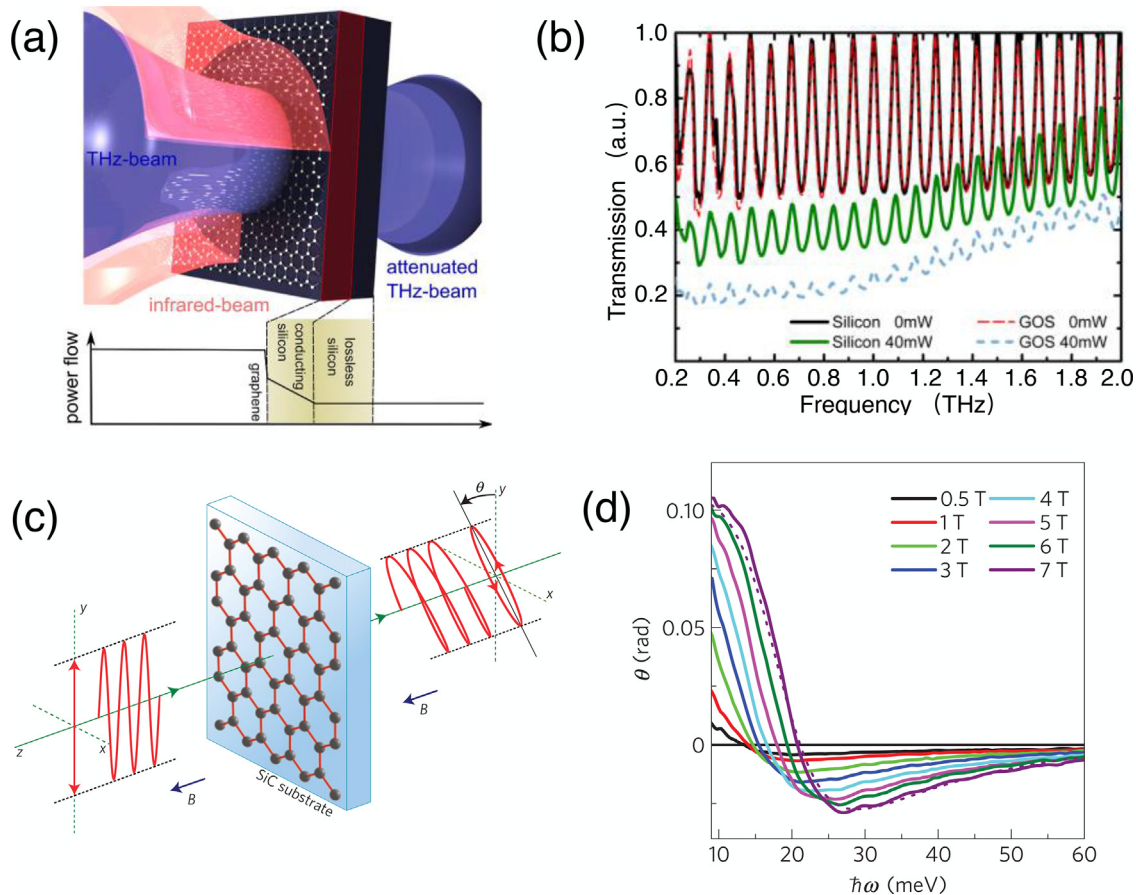 (a)
THz-beam
infrared-beam
attenuated
THz-beam
power flow
graphene
conducting
silicon
lossless
silicon
(b)
Transmission (a.u.)
1.0
0.8
0.6
0.4
0.2
Silicon 0mW
GOS 0mW
Silicon 40mW
GOS 40mW
0.2 0.4 0.6 0.8 1.0 1.2 1.4 1.6 1.8 2.0
Frequency (THz)
(c)
y
x
z
B
SiC substrate
B
θ
y
x
(d)
θ (rad)
0.10
0.05
0
0.5 T
4 T
1 T
5 T
2 T
6 T
3 T
7 T
10 20 30 40 50 60
ħω (meV)